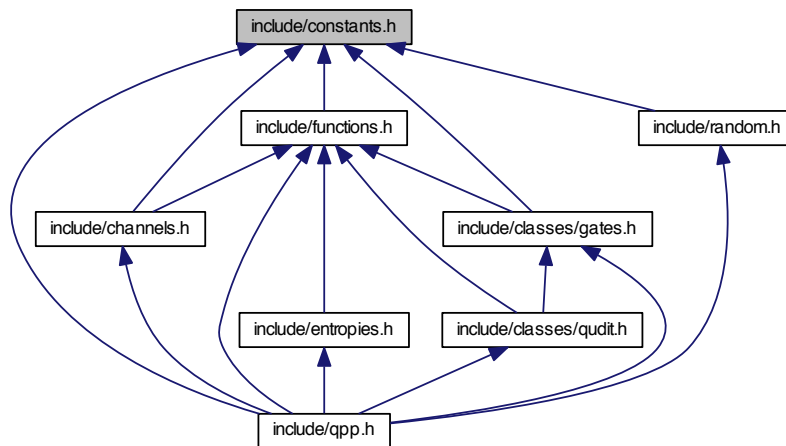 include/constants.h
include/functions.h
include/random.h
include/channels.h
include/classes/gates.h
include/entropies.h
include/classes/qudit.h
include/qpp.h